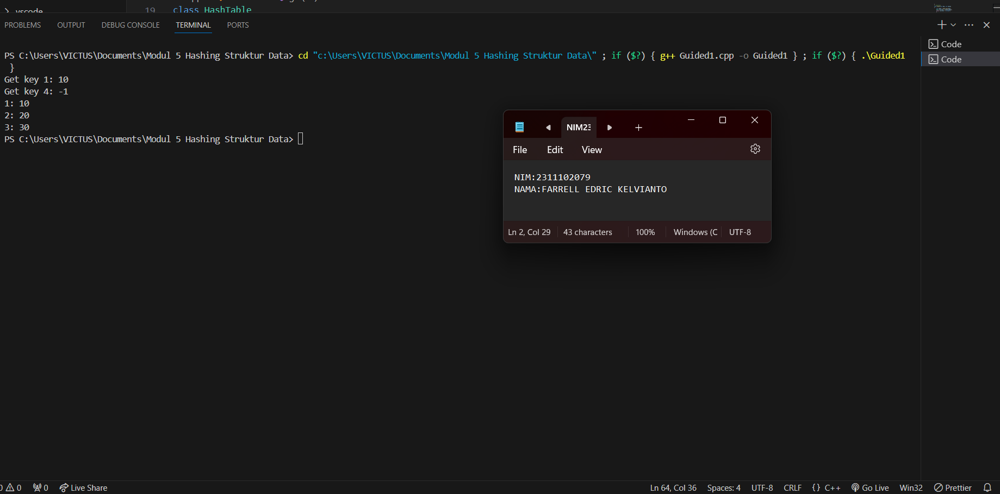 vscode
19 class HashTable
PROBLEMS OUTPUT DEBUG CONSOLE TERMINAL PORTS
Code
Code
PS C:\Users\VICTUS\Documents\Modul 5 Hashing Struktur Data> cd "c:\Users\VICTUS\Documents\Modul 5 Hashing Struktur Data\" ; if ($?) { g++ Guided1.cpp -o Guided1 } ; if ($?) { .\Guided1
}
Get key 1: 10
Get key 4: -1
1: 10
2: 20
3: 30
PS C:\Users\VICTUS\Documents\Modul 5 Hashing Struktur Data>
NIM23
File Edit View
NIM:2311102079
NAMA:FARRELL EDRIC KELVIANTO
Ln 2, Col 29 43 characters 100% Windows (C UTF-8
0 0 0 Live Share Ln 64, Col 36 Spaces: 4 UTF-8 CRLF {} C++ Go Live Win32 Prettier